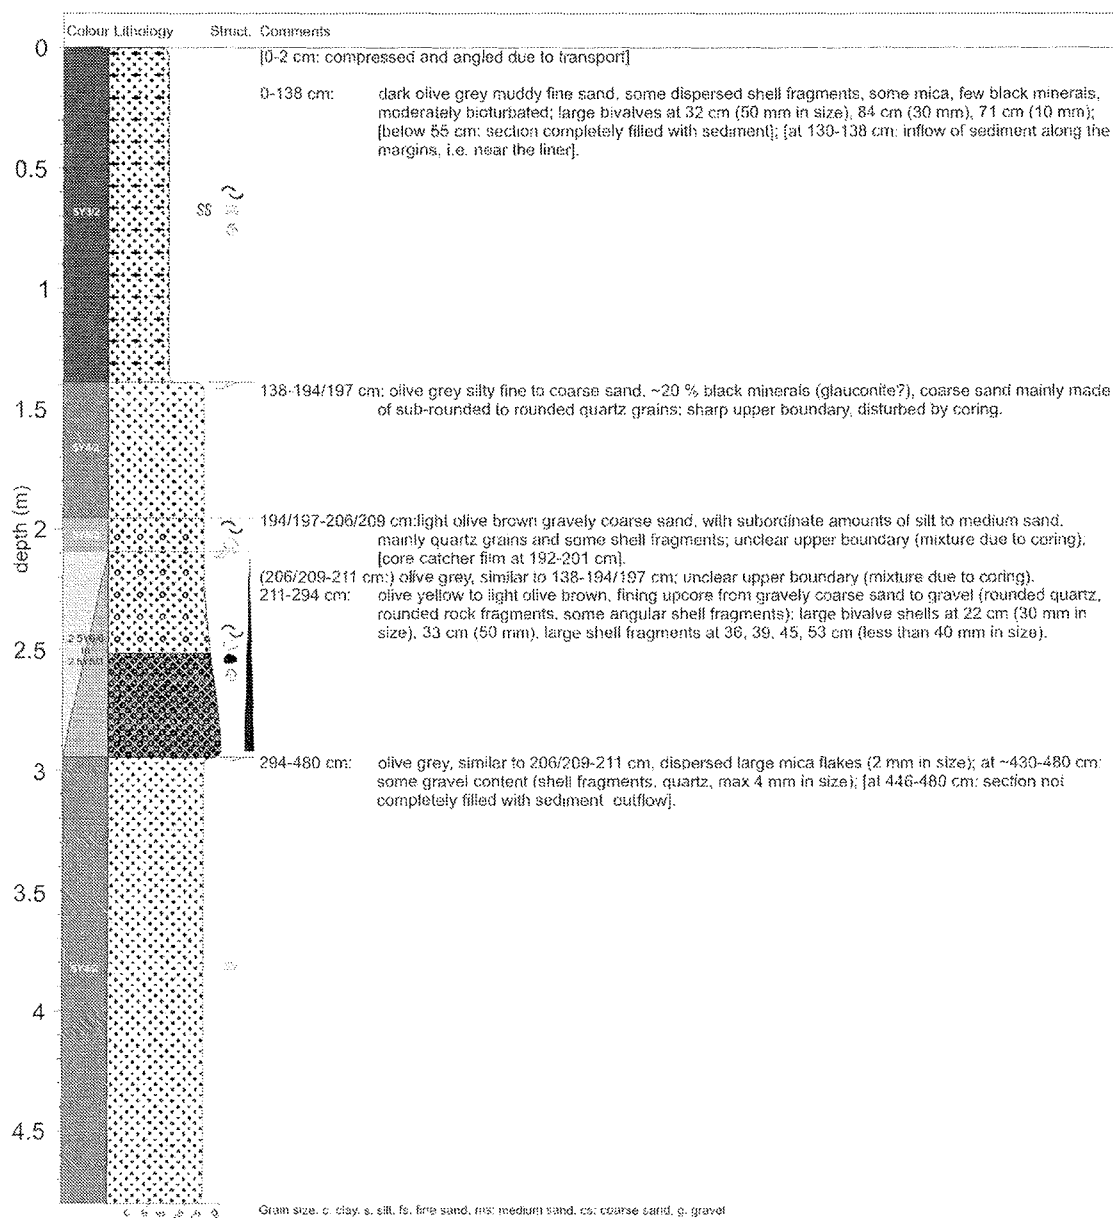 Colour Lithology Struct. Comments
0
[0-2 cm: compressed and angled due to transport]
0-138 cm: dark olive grey muddy fine sand, some dispersed shell fragments, some mica, few black minerals,
moderately bioturbated; large bivalves at 32 cm (50 mm in size), 84 cm (30 mm), 71 cm (10 mm);
[below 55 cm: section completely filled with sediment]; [at 130-138 cm: inflow of sediment along the
margins, i.e. near the liner].
0.5
5Y3/2
SS
1
138-194/197 cm: olive grey silty fine to coarse sand, ~20 % black minerals (glauconite?), coarse sand mainly made
of sub-rounded to rounded quartz grains; sharp upper boundary, disturbed by coring.
1.5
depth (m)
194/197-206/209 cm:light olive brown gravely coarse sand, with subordinate amounts of silt to medium sand,
2
mainly quartz grains and some shell fragments; unclear upper boundary (mixture due to coring),
[core catcher film at 192-201 cm].
(206/209-211 cm:) olive grey, similar to 138-194/197 cm; unclear upper boundary (mixture due to coring).
211-294 cm: olive yellow to light olive brown, fining upcore from gravely coarse sand to gravel (rounded quartz,
rounded rock fragments, some angular shell fragments); large bivalve shells at 22 cm (30 mm in
size), 33 cm (50 mm), large shell fragments at 36, 39, 45, 53 cm (less than 40 mm in size).
2.5
294-480 cm: olive grey, similar to 206/209-211 cm, dispersed large mica flakes (2 mm in size); at ~430-480 cm:
3
some gravel content (shell fragments, quartz, max 4 mm in size); [at 446-480 cm: section not
completely filled with sediment outflow].
3.5
4
4.5
Grain size. c: clay, s: silt, fs: fine sand, ms: medium sand, cs: coarse sand, g: gravel